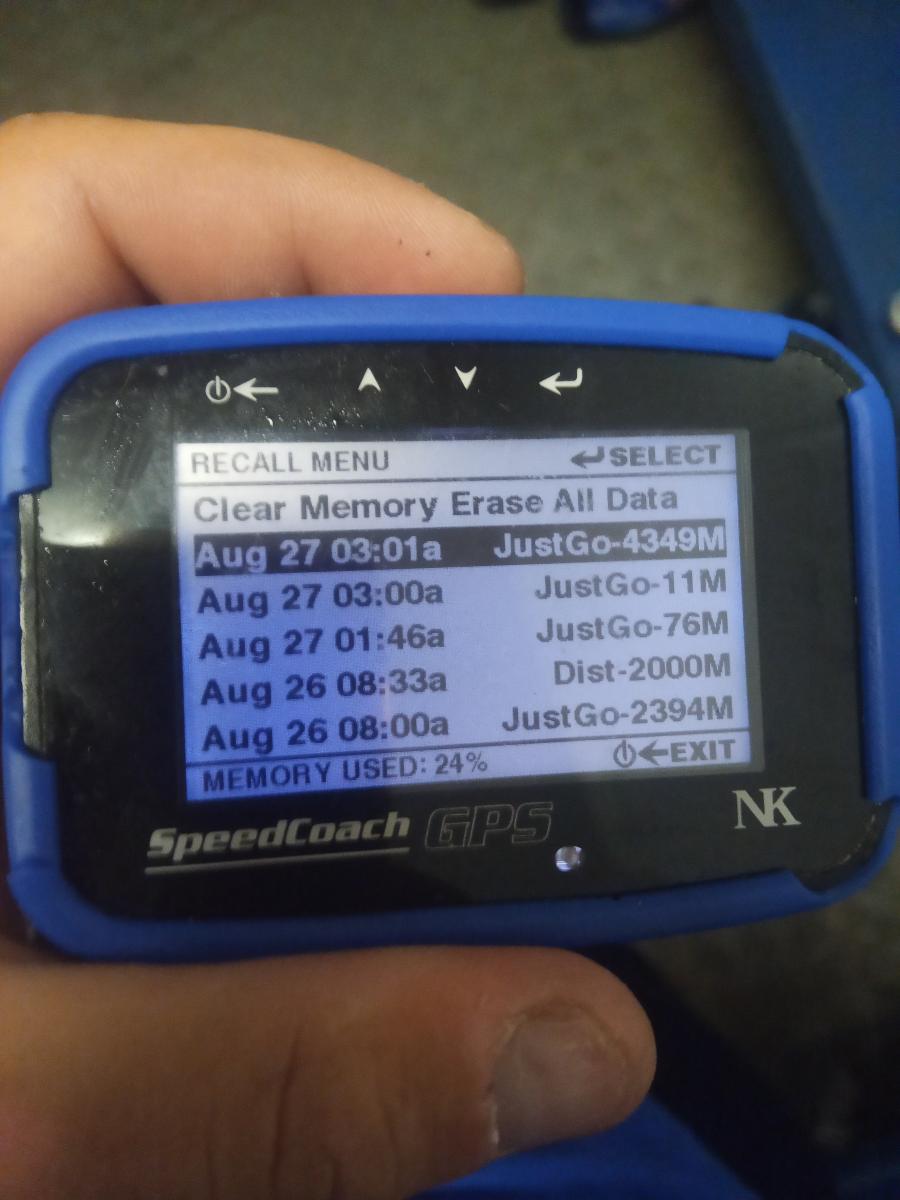 RECALL MENU SELECT
Clear Memory Erase All Data
Aug 27 03:01a JustGo-4349M
Aug 27 03:00a JustGo-11M
Aug 27 01:46a JustGo-76M
Aug 26 08:33a Dist-2000M
Aug 26 08:00a JustGo-2394M
MEMORY USED: 24% EXIT
SpeedCoach GPS NK